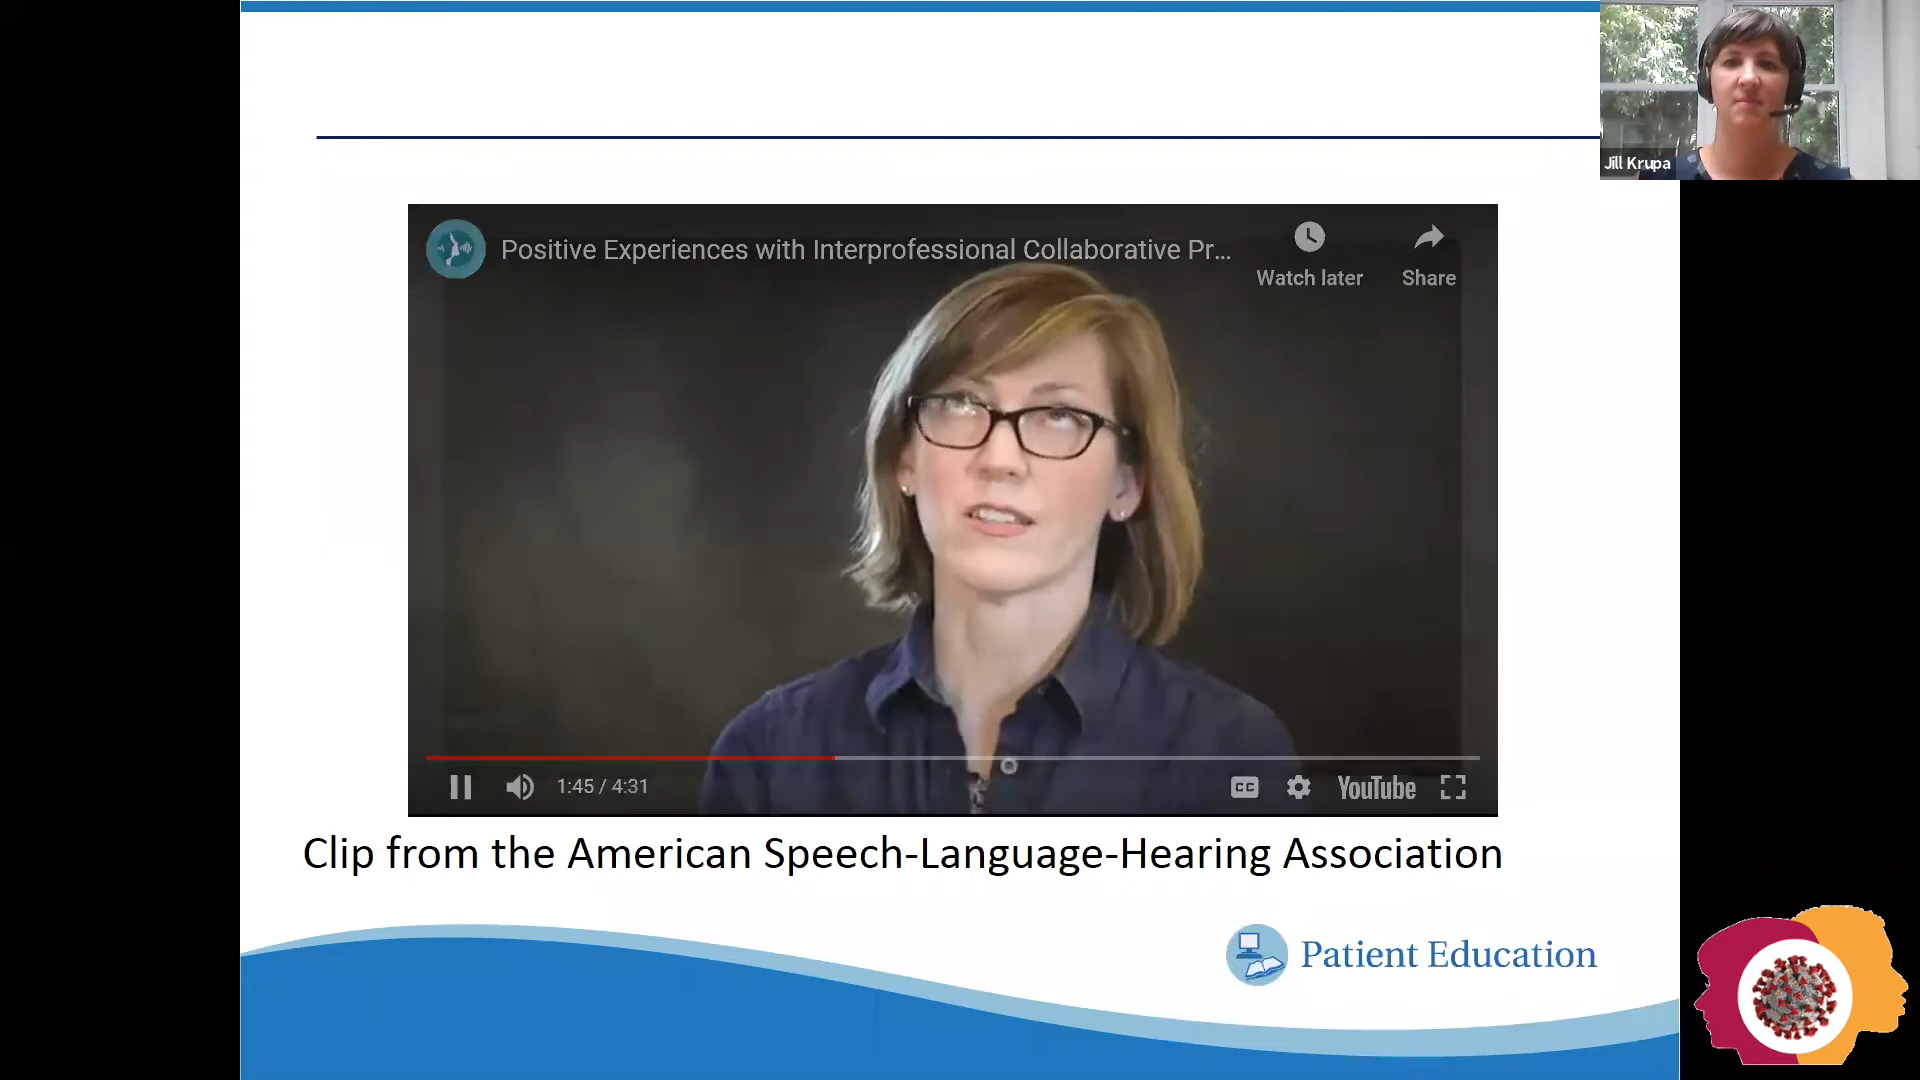 Jill Krupa
Positive Experiences with Interprofessional Collaborative Pr...
Watch later
Share
1:45 / 4:31
CC
YouTube
Clip from the American Speech-Language-Hearing Association
Patient Education